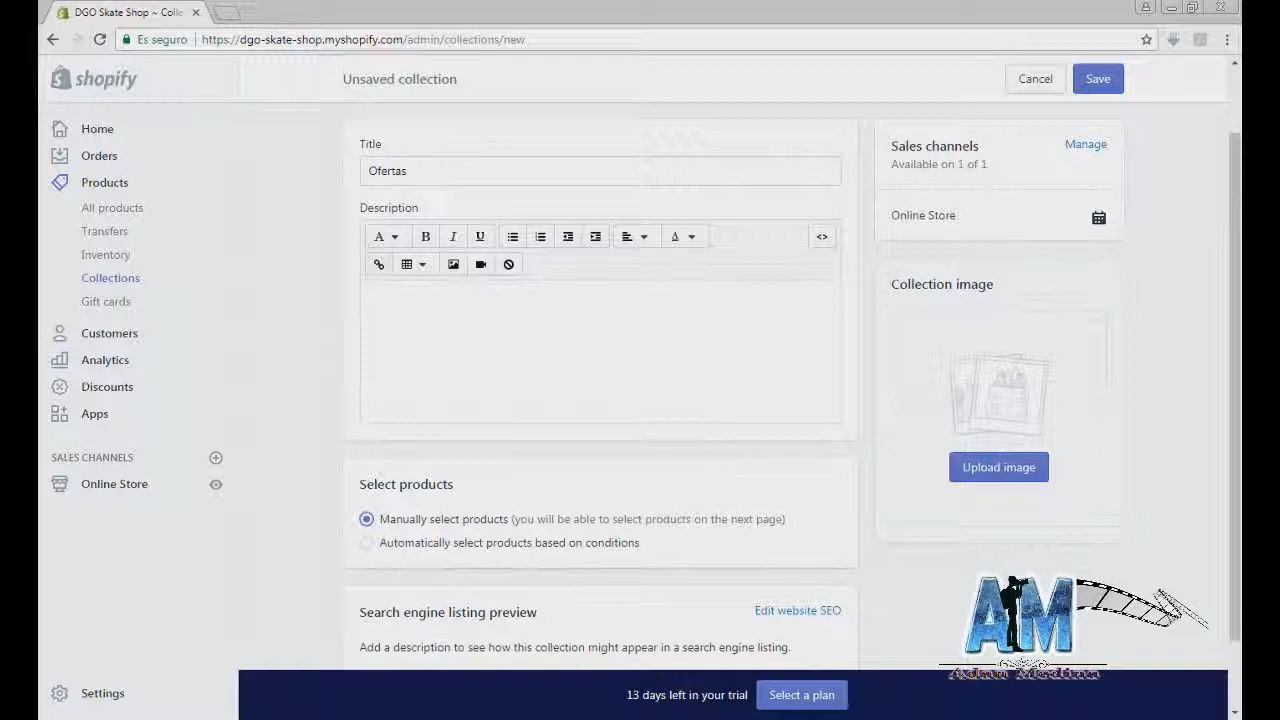 DGO Skate Shop ~ Colle
Es seguro
https://dgo-skate-shop.myshopify.com/admin/collections/new
shopify
Unsaved collection
Cancel
Save
Home
Orders
Products
All products
Transfers
Inventory
Collections
Gift cards
Customers
Analytics
Discounts
Apps
SALES CHANNELS
Online Store
Settings
Title
Ofertas
Description
A B I U A <>
Select products
Manually select products (you will be able to select products on the next page)
Automatically select products based on conditions
Search engine listing preview
Edit website SEO
Add a description to see how this collection might appear in a search engine listing.
Sales channels
Manage
Available on 1 of 1
Online Store
Collection image
Upload image
AM
13 days left in your trial
Select a plan